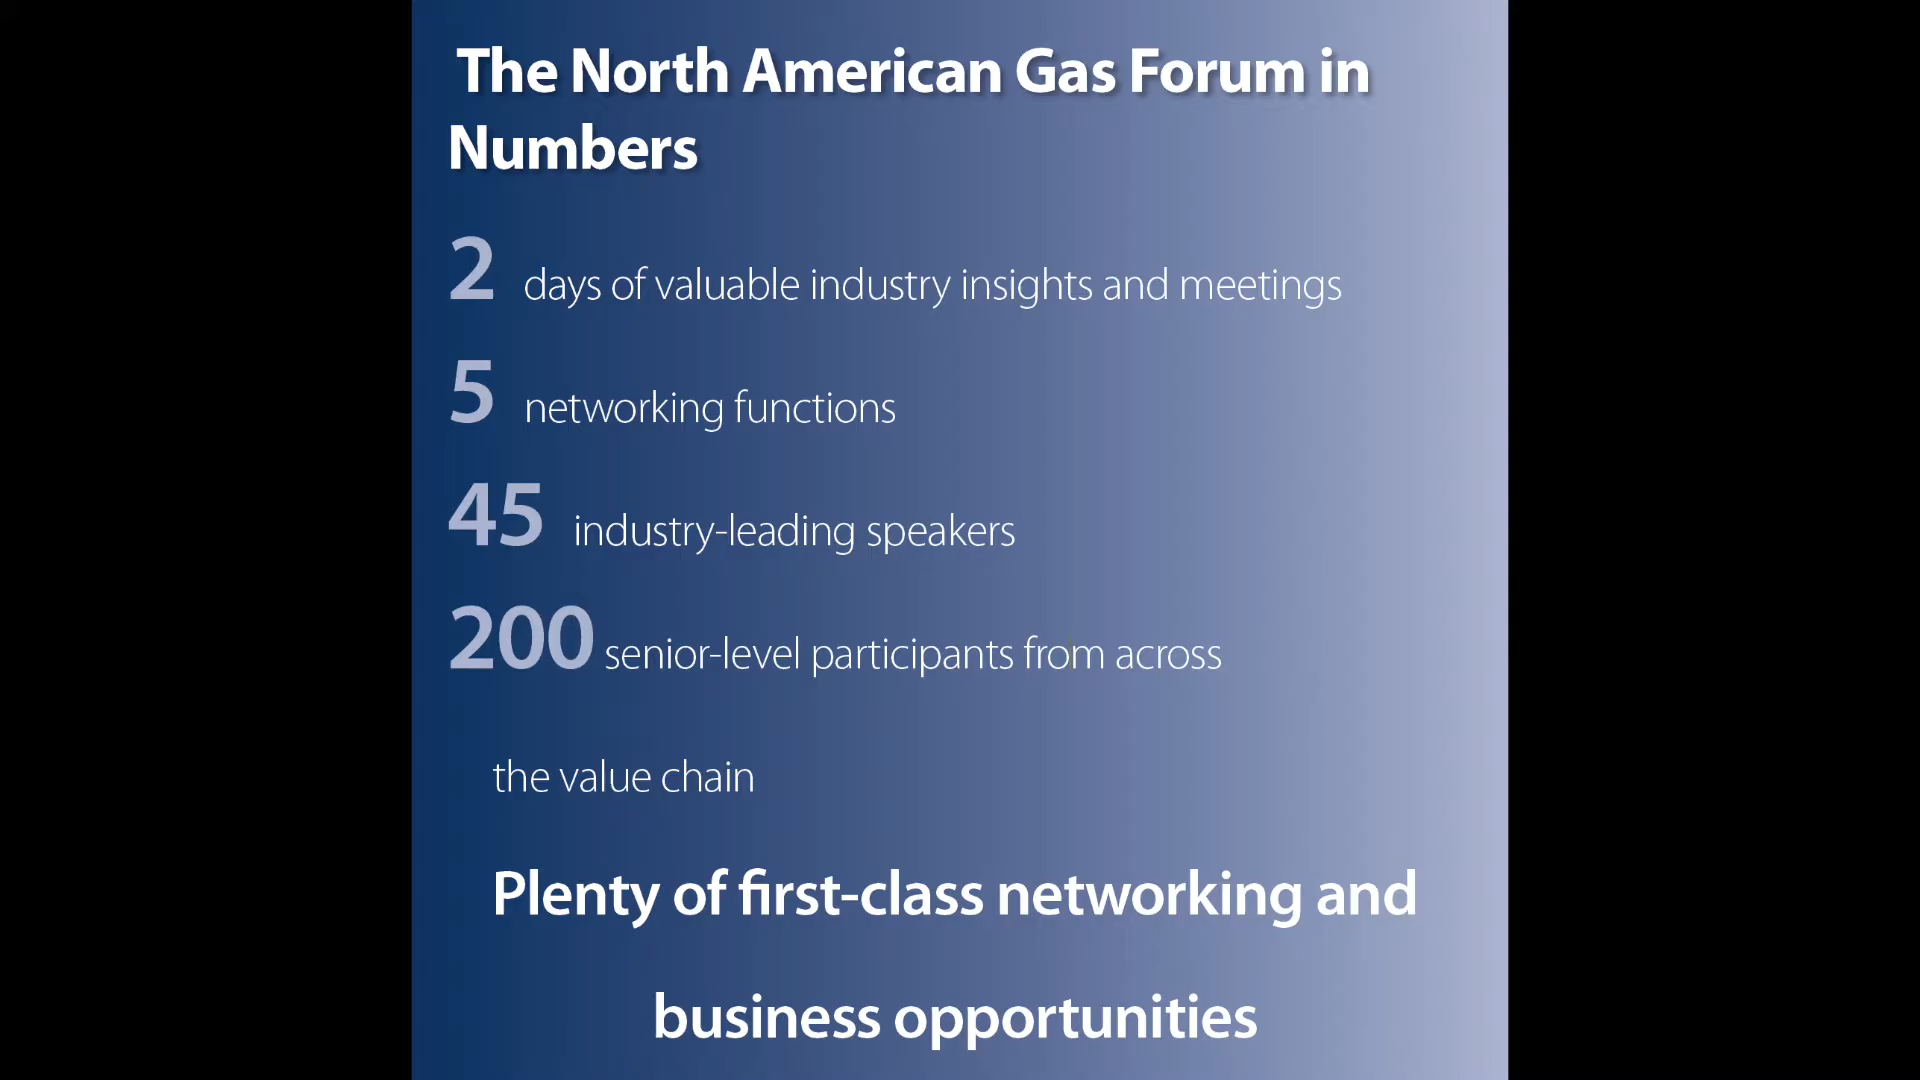 The North American Gas Forum in
Numbers
2 days of valuable industry insights and meetings
5 networking functions
45 industry-leading speakers
200 senior-level participants from across
the value chain
Plenty of first-class networking and
business opportunities